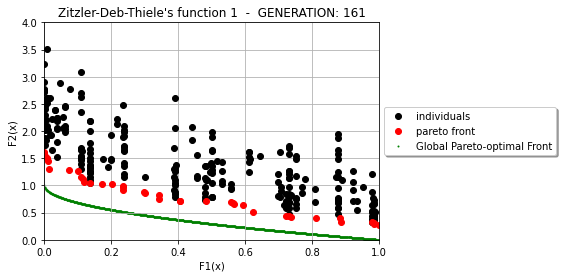 Zitzler-Deb-Thiele's function 1 - GENERATION: 161
4.0
3.5
3.0
2.5
2.0
1.5
1.0
0.5
0.0
F2(x)
0.0 0.2 0.4 0.6 0.8 1.0
F1(x)
individuals
pareto front
Global Pareto-optimal Front